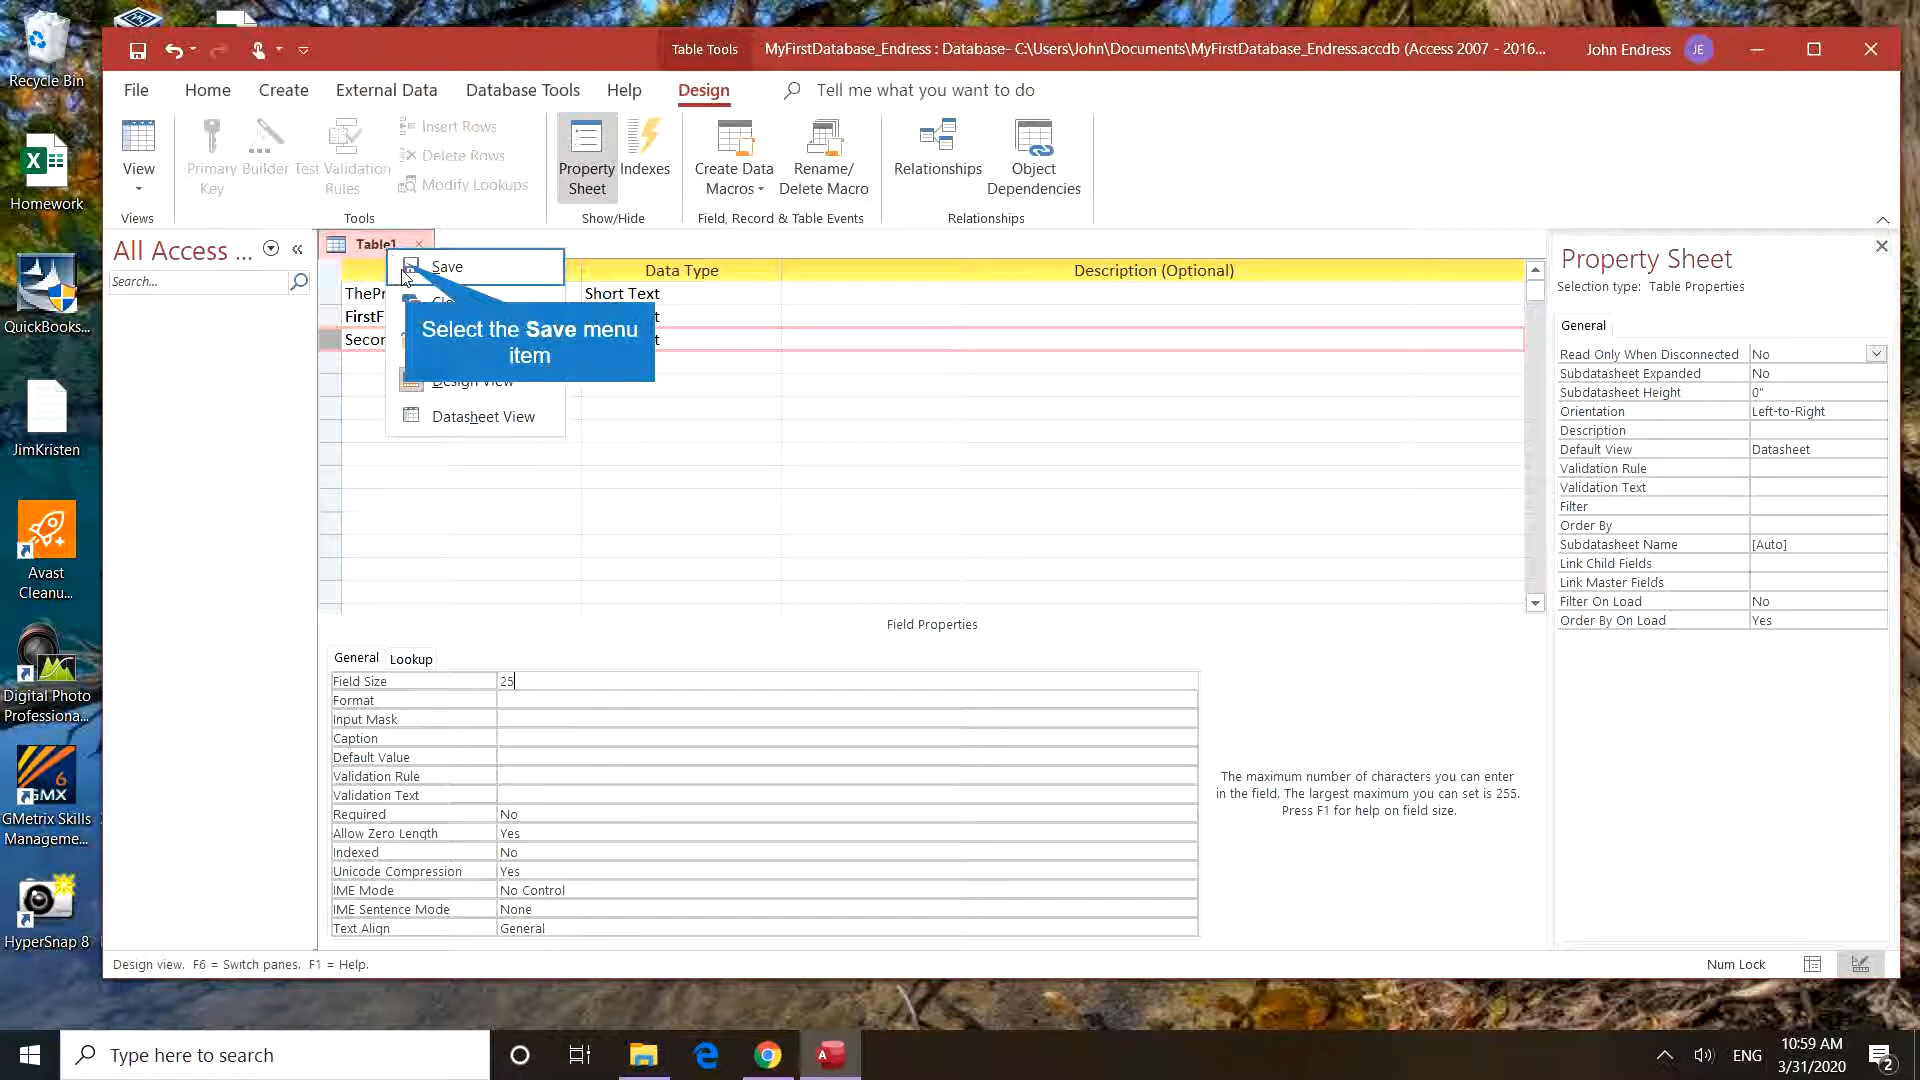 Recycle Bin
Homework
QuickBooks...
JimKristen
Avast
Cleanu...
Digital Photo
Professiona...
6
GMX
GMetrix Skills
Manageme...
HyperSnap 8
Table Tools
MyFirstDatabase_Endress : Database- C:\Users\John\Documents\MyFirstDatabase_Endress.accdb (Access 2007 - 2016...
John Endress
JE
File
Home
Create
External Data
Database Tools
Help
Design
Tell me what you want to do
View
Views
Primary
Key
Builder
Test Validation
Rules
Insert Rows
Delete Rows
Modify Lookups
Tools
Property
Sheet
Indexes
Show/Hide
Create Data
Macros
Rename/
Delete Macro
Field, Record & Table Events
Relationships
Object
Dependencies
Relationships
All Access ...
Search...
Table1
Data Type
Description (Optional)
ThePr
Short Text
FirstF
t
Secon
t
Save
Select the Save menu
item
Design View
Datasheet View
Field Properties
General
Lookup
Field Size 25
Format
Input Mask
Caption
Default Value
Validation Rule
Validation Text
Required No
Allow Zero Length Yes
Indexed No
Unicode Compression Yes
IME Mode No Control
IME Sentence Mode None
Text Align General
The maximum number of characters you can enter
in the field. The largest maximum you can set is 255.
Press F1 for help on field size.
Property Sheet
Selection type: Table Properties
General
Read Only When Disconnected No
Subdatasheet Expanded No
Subdatasheet Height 0"
Orientation Left-to-Right
Description
Default View Datasheet
Validation Rule
Validation Text
Filter
Order By
Subdatasheet Name [Auto]
Link Child Fields
Link Master Fields
Filter On Load No
Order By On Load Yes
Design view. F6 = Switch panes. F1 = Help.
Num Lock
Type here to search
ENG
10:59 AM
3/31/2020
2